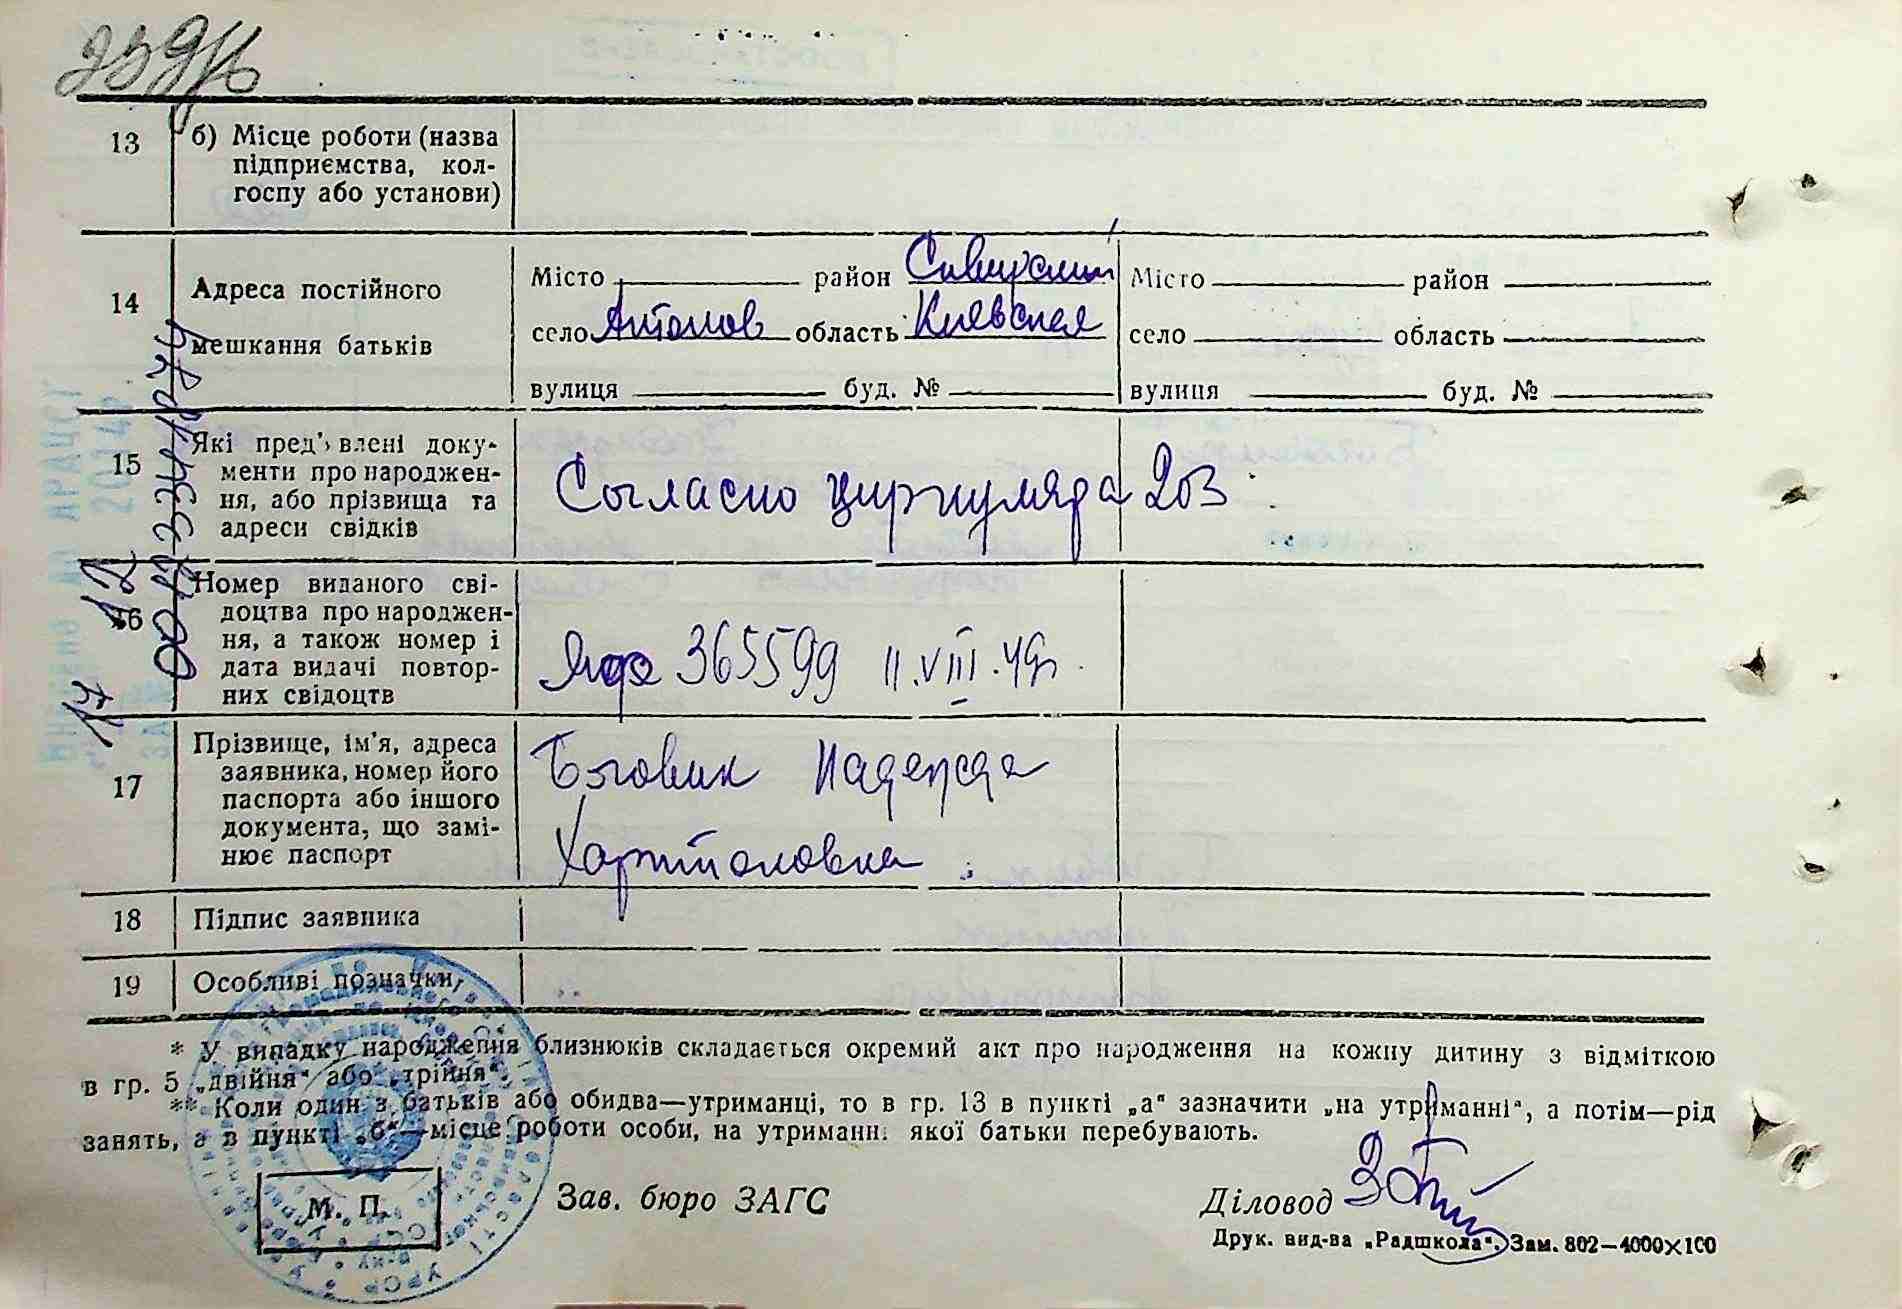 13 б) Місце роботи (назва
підприємства, кол-
госпу або установи)
14 Адреса постійного
мешкання батьків
Місто район Сквирский
село Антонов область Киевская
вулиця буд. №
Місто район
село область
вулиця буд. №
15 Які пред'явлені доку-
менти про народжен-
ня, або прізвища та
адреси свідків
Согласно циркуляра 203
16 Номер виданого сві-
доцтва про народжен-
ня, а також номер і
дата видачі повтор-
них свідоцтв
365599 11.VIII.49г.
17 Прізвище, ім'я, адреса
заявника, номер його
паспорта або іншого
документа, що замі-
нює паспорт
Боговик Надежда
Харитоновна
18 Підпис заявника
19 Особливі позначки
* У випадку народження близнюків складається окремий акт про народження на кожну дитину з відміткою
в гр. 5 „двійня“ або „трійня“.
** Коли один з батьків або обидва—утриманці, то в гр. 13 в пункті „а“ зазначити „на утриманні“, а потім—рід
занять, а в пункті „б“—місце роботи особи, на утриманні якої батьки перебувають.
М. П.
Зав. бюро ЗАГС
Діловод
Друк. вид-ва „Радшкола“. Зам. 802—4000×100